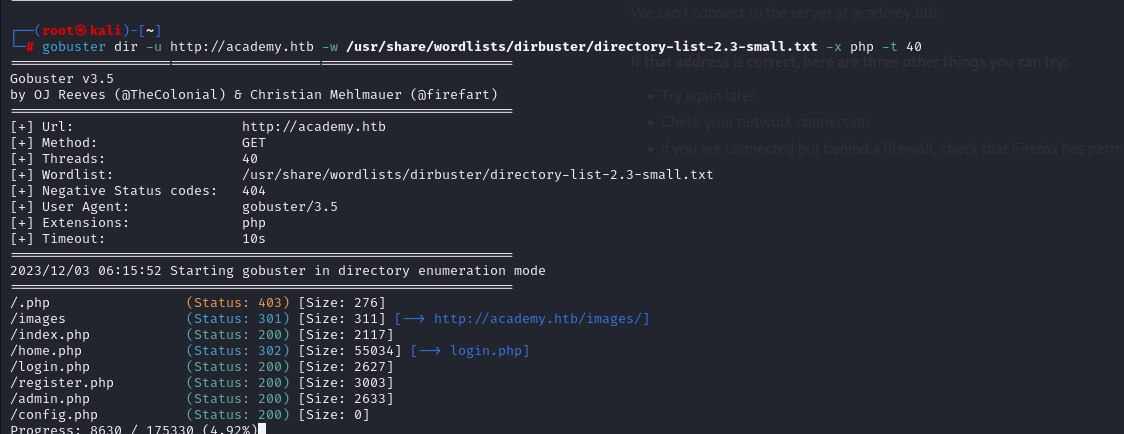 We can't connect to the server at academy.htb.
┌──(root㉿kali)-[~]
└─# gobuster dir -u http://academy.htb -w /usr/share/wordlists/dirbuster/directory-list-2.3-small.txt -x php -t 40
===============================================================
If that address is correct, here are three other things you can try:
Gobuster v3.5
by OJ Reeves (@TheColonial) & Christian Mehlmauer (@firefart)
• Try again later.
===============================================================
• Check your network connection.
[+] Url: http://academy.htb
[+] Method: GET
• If you are connected but behind a firewall, check that Firefox has perm
[+] Threads: 40
[+] Wordlist: /usr/share/wordlists/dirbuster/directory-list-2.3-small.txt
[+] Negative Status codes: 404
[+] User Agent: gobuster/3.5
[+] Extensions: php
[+] Timeout: 10s
===============================================================
2023/12/03 06:15:52 Starting gobuster in directory enumeration mode
===============================================================
/.php (Status: 403) [Size: 276]
/images (Status: 301) [Size: 311] [--> http://academy.htb/images/]
/index.php (Status: 200) [Size: 2117]
/home.php (Status: 302) [Size: 55034] [--> login.php]
/login.php (Status: 200) [Size: 2627]
/register.php (Status: 200) [Size: 3003]
/admin.php (Status: 200) [Size: 2633]
/config.php (Status: 200) [Size: 0]
Progress: 8630 / 175330 (4.92%)